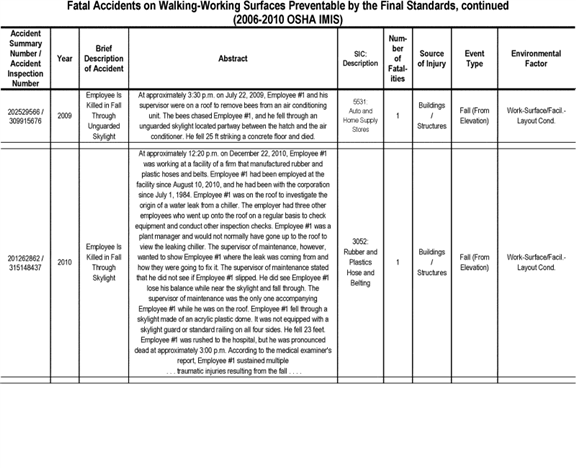 Fatal Accidents on Walking-Working Surfaces Preventable by the Final Standards, continued
(2006-2010 OSHA IMIS)
Accident
Summary
Number /
Accident
Inspection
Number
Year
Brief
Description
of Accident
Abstract
SIC:
Description
Num-
ber
of
Fatal-
ities
Source
of Injury
Event
Type
Environmental
Factor
202529566 /
309915676
2009
Employee Is
Killed in Fall
Through
Unguarded
Skylight
At approximately 3:30 p.m. on July 22, 2009, Employee #1 and his
supervisor were on a roof to remove bees from an air conditioning
unit. The bees chased Employee #1, and he fell through an
unguarded skylight located partway between the hatch and the air
conditioner. He fell 25 ft striking a concrete floor and died.
5531:
Auto and
Home Supply
Stores
1
Buildings
/
Structures
Fall (From
Elevation)
Work-Surface/Facil.-
Layout Cond.
201262862 /
315148437
2010
Employee Is
Killed in Fall
Through
Skylight
At approximately 12:20 p.m. on December 22, 2010, Employee #1
was working at a facility of a firm that manufactured rubber and
plastic hoses and belts. Employee #1 had been employed at the
facility since August 10, 2010, and he had been with the corporation
since July 1, 1984. Employee #1 was on the roof to investigate the
origin of a water leak from a chiller. The employer had three other
employees who went up onto the roof on a regular basis to check
equipment and conduct other inspection checks. Employee #1 was a
plant manager and would not normally have gone up to the roof to
view the leaking chiller. The supervisor of maintenance, however,
wanted to show Employee #1 where the leak was coming from and
how they were going to fix it. The supervisor of maintenance stated
that he did not see if Employee #1 slipped. He did see Employee #1
lose his balance while near the skylight and fall through. The
supervisor of maintenance was the only one accompanying
Employee #1 while he was on the roof. Employee #1 fell through a
skylight made of an acrylic plastic dome. It was not equipped with a
skylight guard or standard railing on all four sides. He fell 23 feet.
Employee #1 was rushed to the hospital, but he was pronounced
dead at approximately 3:00 p.m. According to the medical examiner's
report, Employee #1 sustained multiple
. . . traumatic injuries resulting from the fall . . . .
3052:
Rubber and
Plastics
Hose and
Belting
1
Buildings
/
Structures
Fall (From
Elevation)
Work-Surface/Facil.-
Layout Cond.